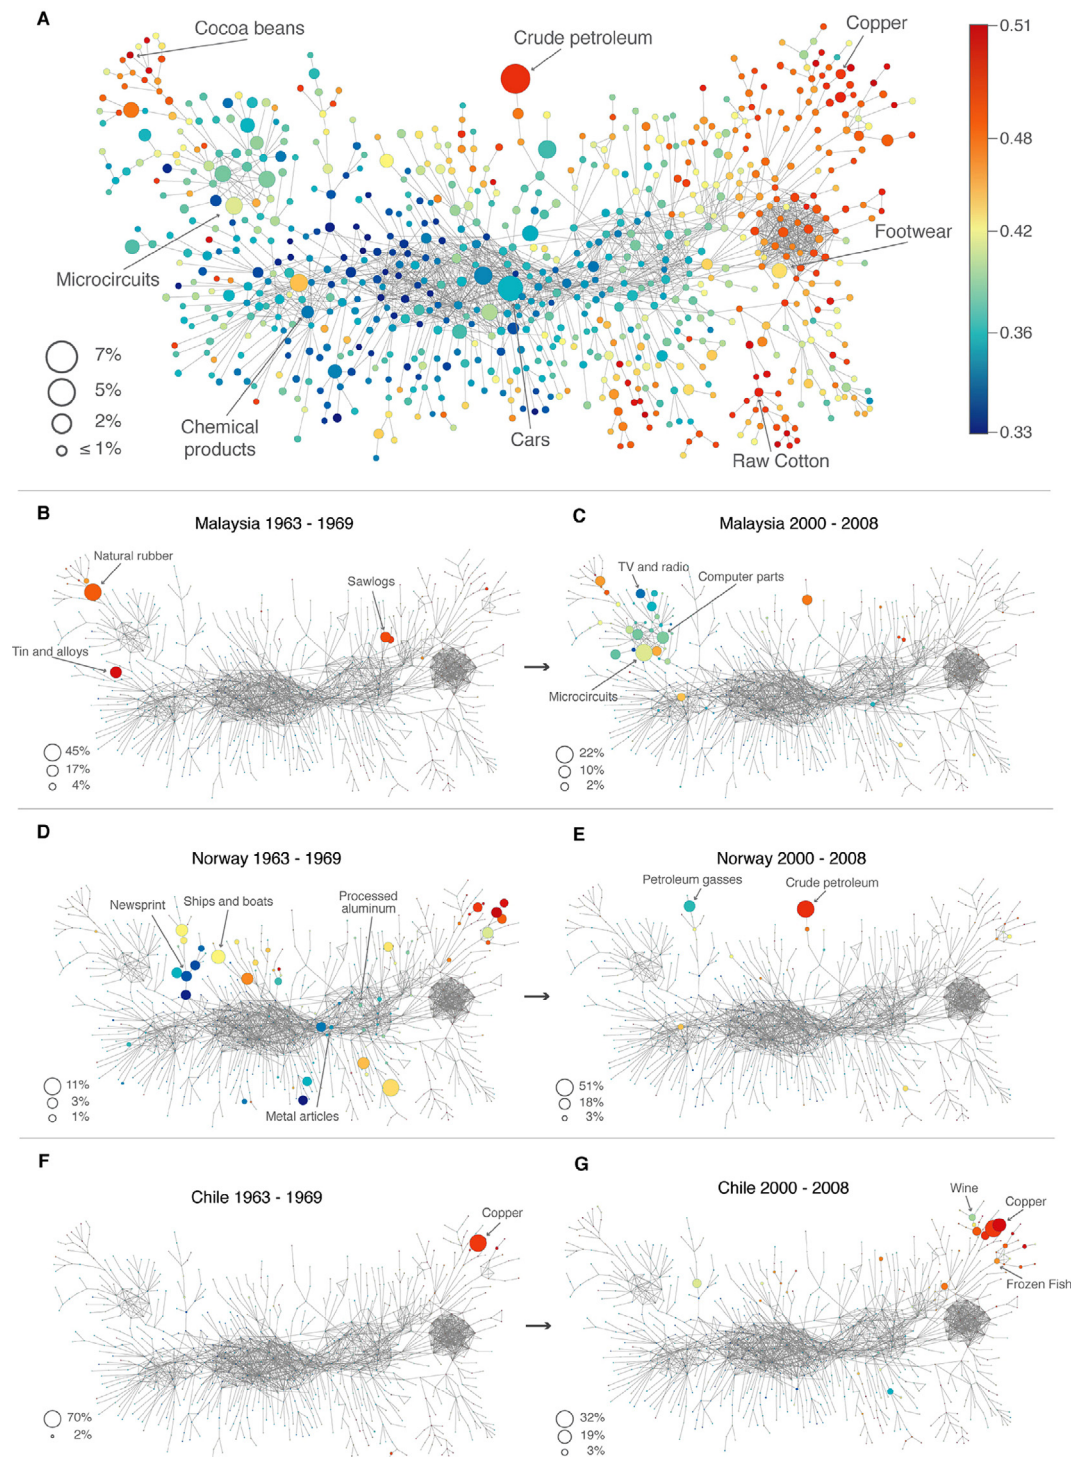 A
Cocoa beans
Crude petroleum
Copper
0.51
0.48
0.42
0.36
0.33
Footwear
Microcircuits
7%
5%
2%
≤ 1%
Chemical
products
Cars
Raw Cotton
B
Malaysia 1963 - 1969
Natural rubber
Sawlogs
Tin and alloys
45%
17%
4%
C
Malaysia 2000 - 2008
TV and radio
Computer parts
Microcircuits
22%
10%
2%
D
Norway 1963 - 1969
Newsprint
Ships and boats
Processed
aluminum
Metal articles
11%
3%
1%
E
Norway 2000 - 2008
Petroleum gasses
Crude petroleum
51%
18%
3%
F
Chile 1963 - 1969
Copper
70%
2%
G
Chile 2000 - 2008
Wine
Copper
Frozen Fish
32%
19%
3%